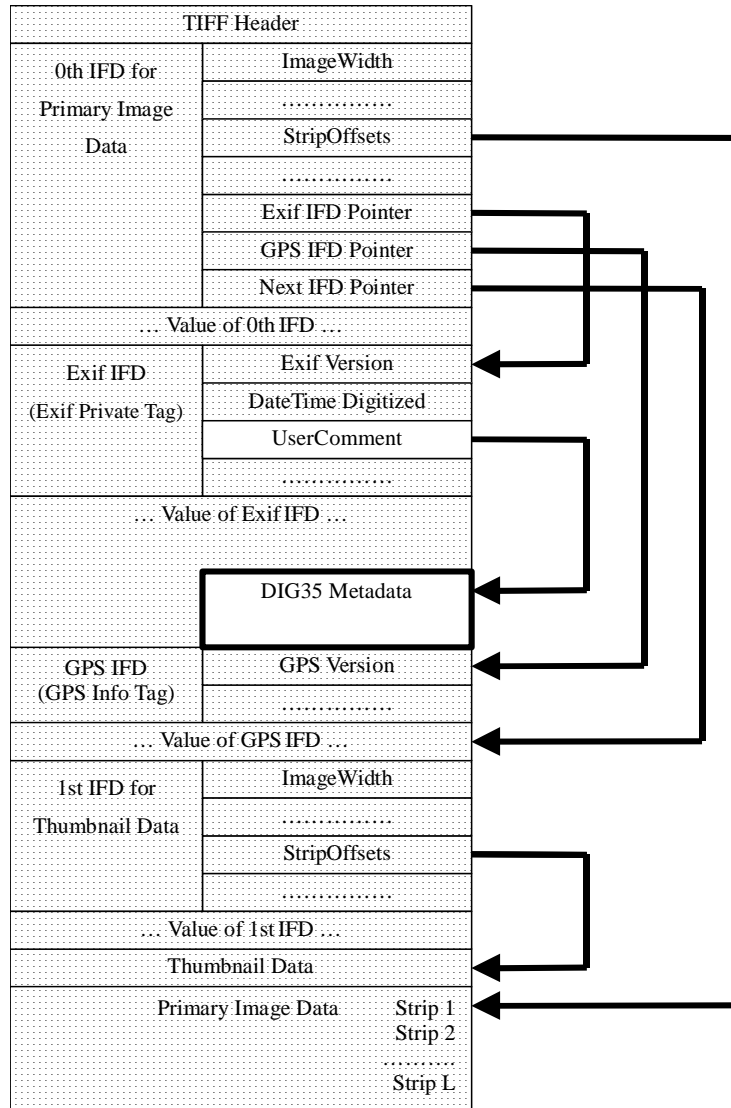 TIFF Header
0th IFD for
Primary Image
Data
ImageWidth
……………
StripOffsets
……………
Exif IFD Pointer
GPS IFD Pointer
Next IFD Pointer
… Value of 0th IFD …
Exif IFD
(Exif Private Tag)
Exif Version
DateTime Digitized
UserComment
……………
… Value of Exif IFD …
DIG35 Metadata
GPS IFD
(GPS Info Tag)
GPS Version
……………
… Value of GPS IFD …
1st IFD for
Thumbnail Data
ImageWidth
……………
StripOffsets
……………
… Value of 1st IFD …
Thumbnail Data
Primary Image Data Strip 1
Strip 2
……….
Strip L